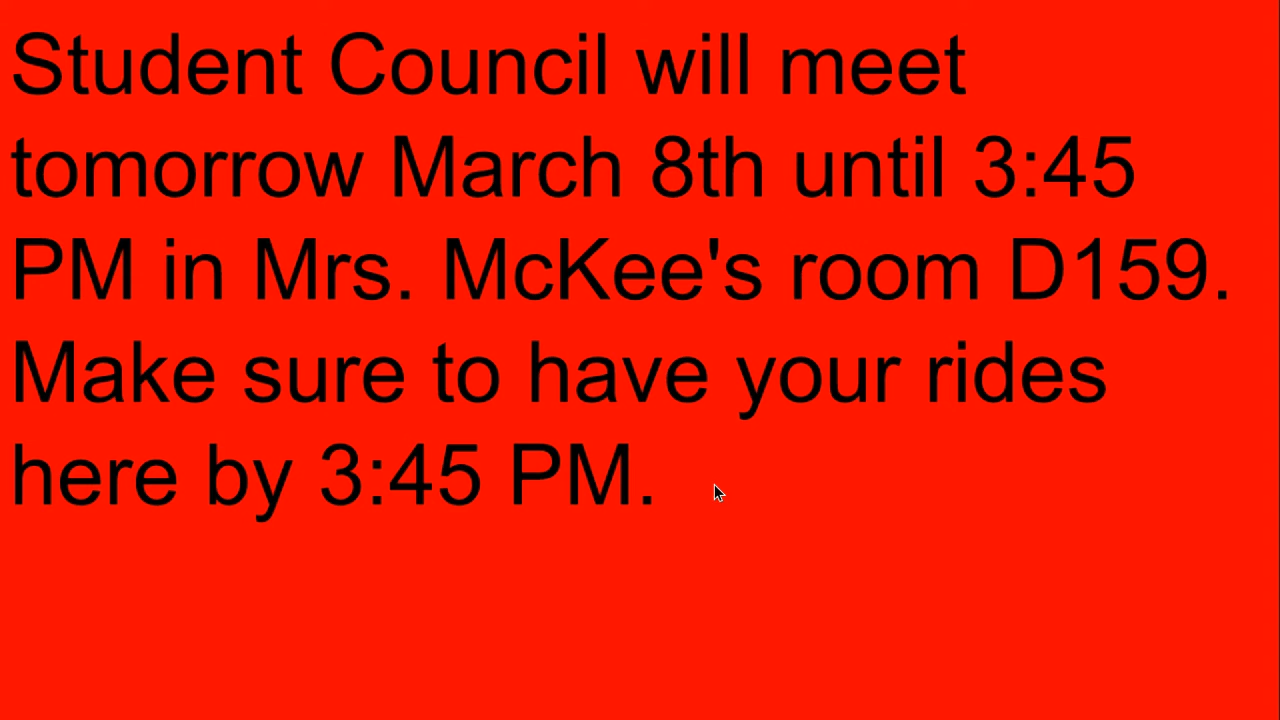 Student Council will meet
tomorrow March 8th until 3:45
PM in Mrs. McKee's room D159.
Make sure to have your rides
here by 3:45 PM.